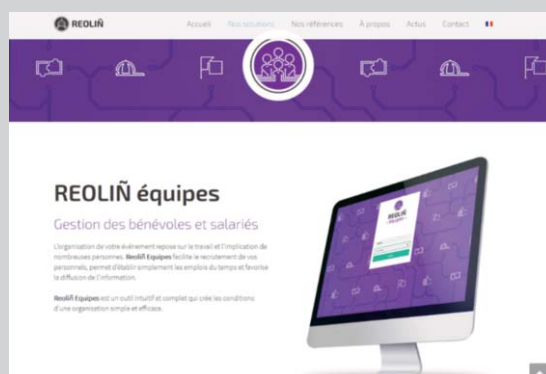 REOLIÑ
Accueil Nos solutions Nos références À propos Actus Contact
REOLIÑ équipes
Gestion des bénévoles et salariés
L'organisation de votre événement repose sur le travail et l'implication de
nombreuses personnes. Reoliñ Equipes facilite le recrutement de vos
personnels, permet d'établir simplement les emplois du temps et favorise
la diffusion de l'information.
Reoliñ Equipes est un outil intuitif et complet qui crée les conditions
d'une organisation simple et efficace.
REOLIÑ